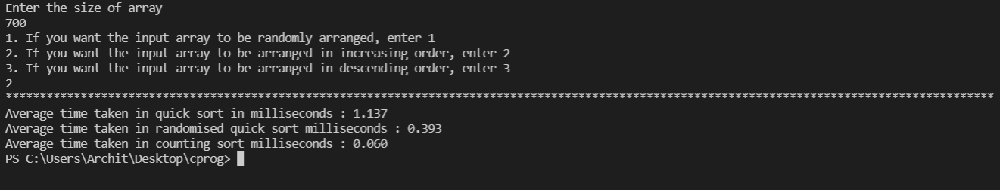 Enter the size of array
700
1. If you want the input array to be randomly arranged, enter 1
2. If you want the input array to be arranged in increasing order, enter 2
3. If you want the input array to be arranged in descending order, enter 3
2
*************************************************************************************************************************************************
Average time taken in quick sort in milliseconds : 1.137
Average time taken in randomised quick sort milliseconds : 0.393
Average time taken in counting sort milliseconds : 0.060
PS C:\Users\Archit\Desktop\cprog>